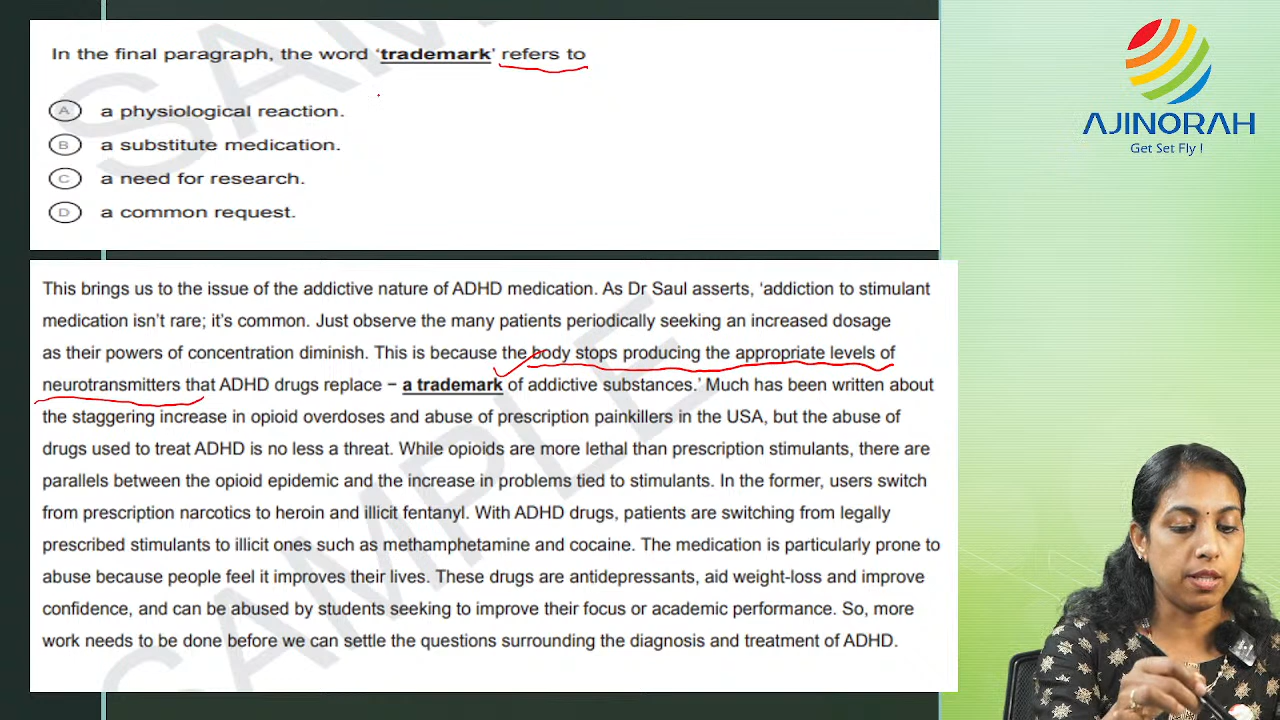 In the final paragraph, the word ‘trademark’ refers to
A a physiological reaction.
B a substitute medication.
C a need for research.
D a common request.
AJINORAH
Get Set Fly !
This brings us to the issue of the addictive nature of ADHD medication. As Dr Saul asserts, ‘addiction to stimulant
medication isn’t rare; it’s common. Just observe the many patients periodically seeking an increased dosage
as their powers of concentration diminish. This is because the body stops producing the appropriate levels of
neurotransmitters that ADHD drugs replace − a trademark of addictive substances.’ Much has been written about
the staggering increase in opioid overdoses and abuse of prescription painkillers in the USA, but the abuse of
drugs used to treat ADHD is no less a threat. While opioids are more lethal than prescription stimulants, there are
parallels between the opioid epidemic and the increase in problems tied to stimulants. In the former, users switch
from prescription narcotics to heroin and illicit fentanyl. With ADHD drugs, patients are switching from legally
prescribed stimulants to illicit ones such as methamphetamine and cocaine. The medication is particularly prone to
abuse because people feel it improves their lives. These drugs are antidepressants, aid weight-loss and improve
confidence, and can be abused by students seeking to improve their focus or academic performance. So, more
work needs to be done before we can settle the questions surrounding the diagnosis and treatment of ADHD.
SAMPLE